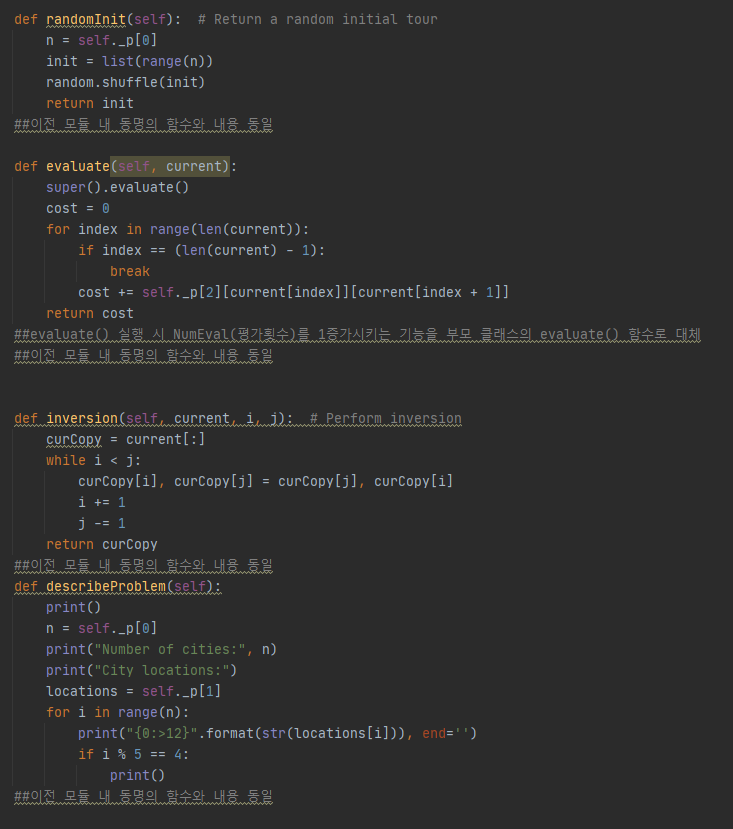 def randomInit(self):  # Return a random initial tour
    n = self._p[0]
    init = list(range(n))
    random.shuffle(init)
    return init
##이전 모듈 내 동명의 함수와 내용 동일
def evaluate(self, current):
    super().evaluate()
    cost = 0
    for index in range(len(current)):
        if index == (len(current) - 1):
            break
        cost += self._p[2][current[index]][current[index + 1]]
    return cost
##evaluate() 실행 시 NumEval(평가횟수)를 1증가시키는 기능을 부모 클래스의 evaluate() 함수로 대체
##이전 모듈 내 동명의 함수와 내용 동일
def inversion(self, current, i, j):  # Perform inversion
    curCopy = current[:]
    while i < j:
        curCopy[i], curCopy[j] = curCopy[j], curCopy[i]
        i += 1
        j -= 1
    return curCopy
##이전 모듈 내 동명의 함수와 내용 동일
def describeProblem(self):
    print()
    n = self._p[0]
    print("Number of cities:", n)
    print("City locations:")
    locations = self._p[1]
    for i in range(n):
        print("{0:>12}".format(str(locations[i])), end='')
        if i % 5 == 4:
            print()
##이전 모듈 내 동명의 함수와 내용 동일